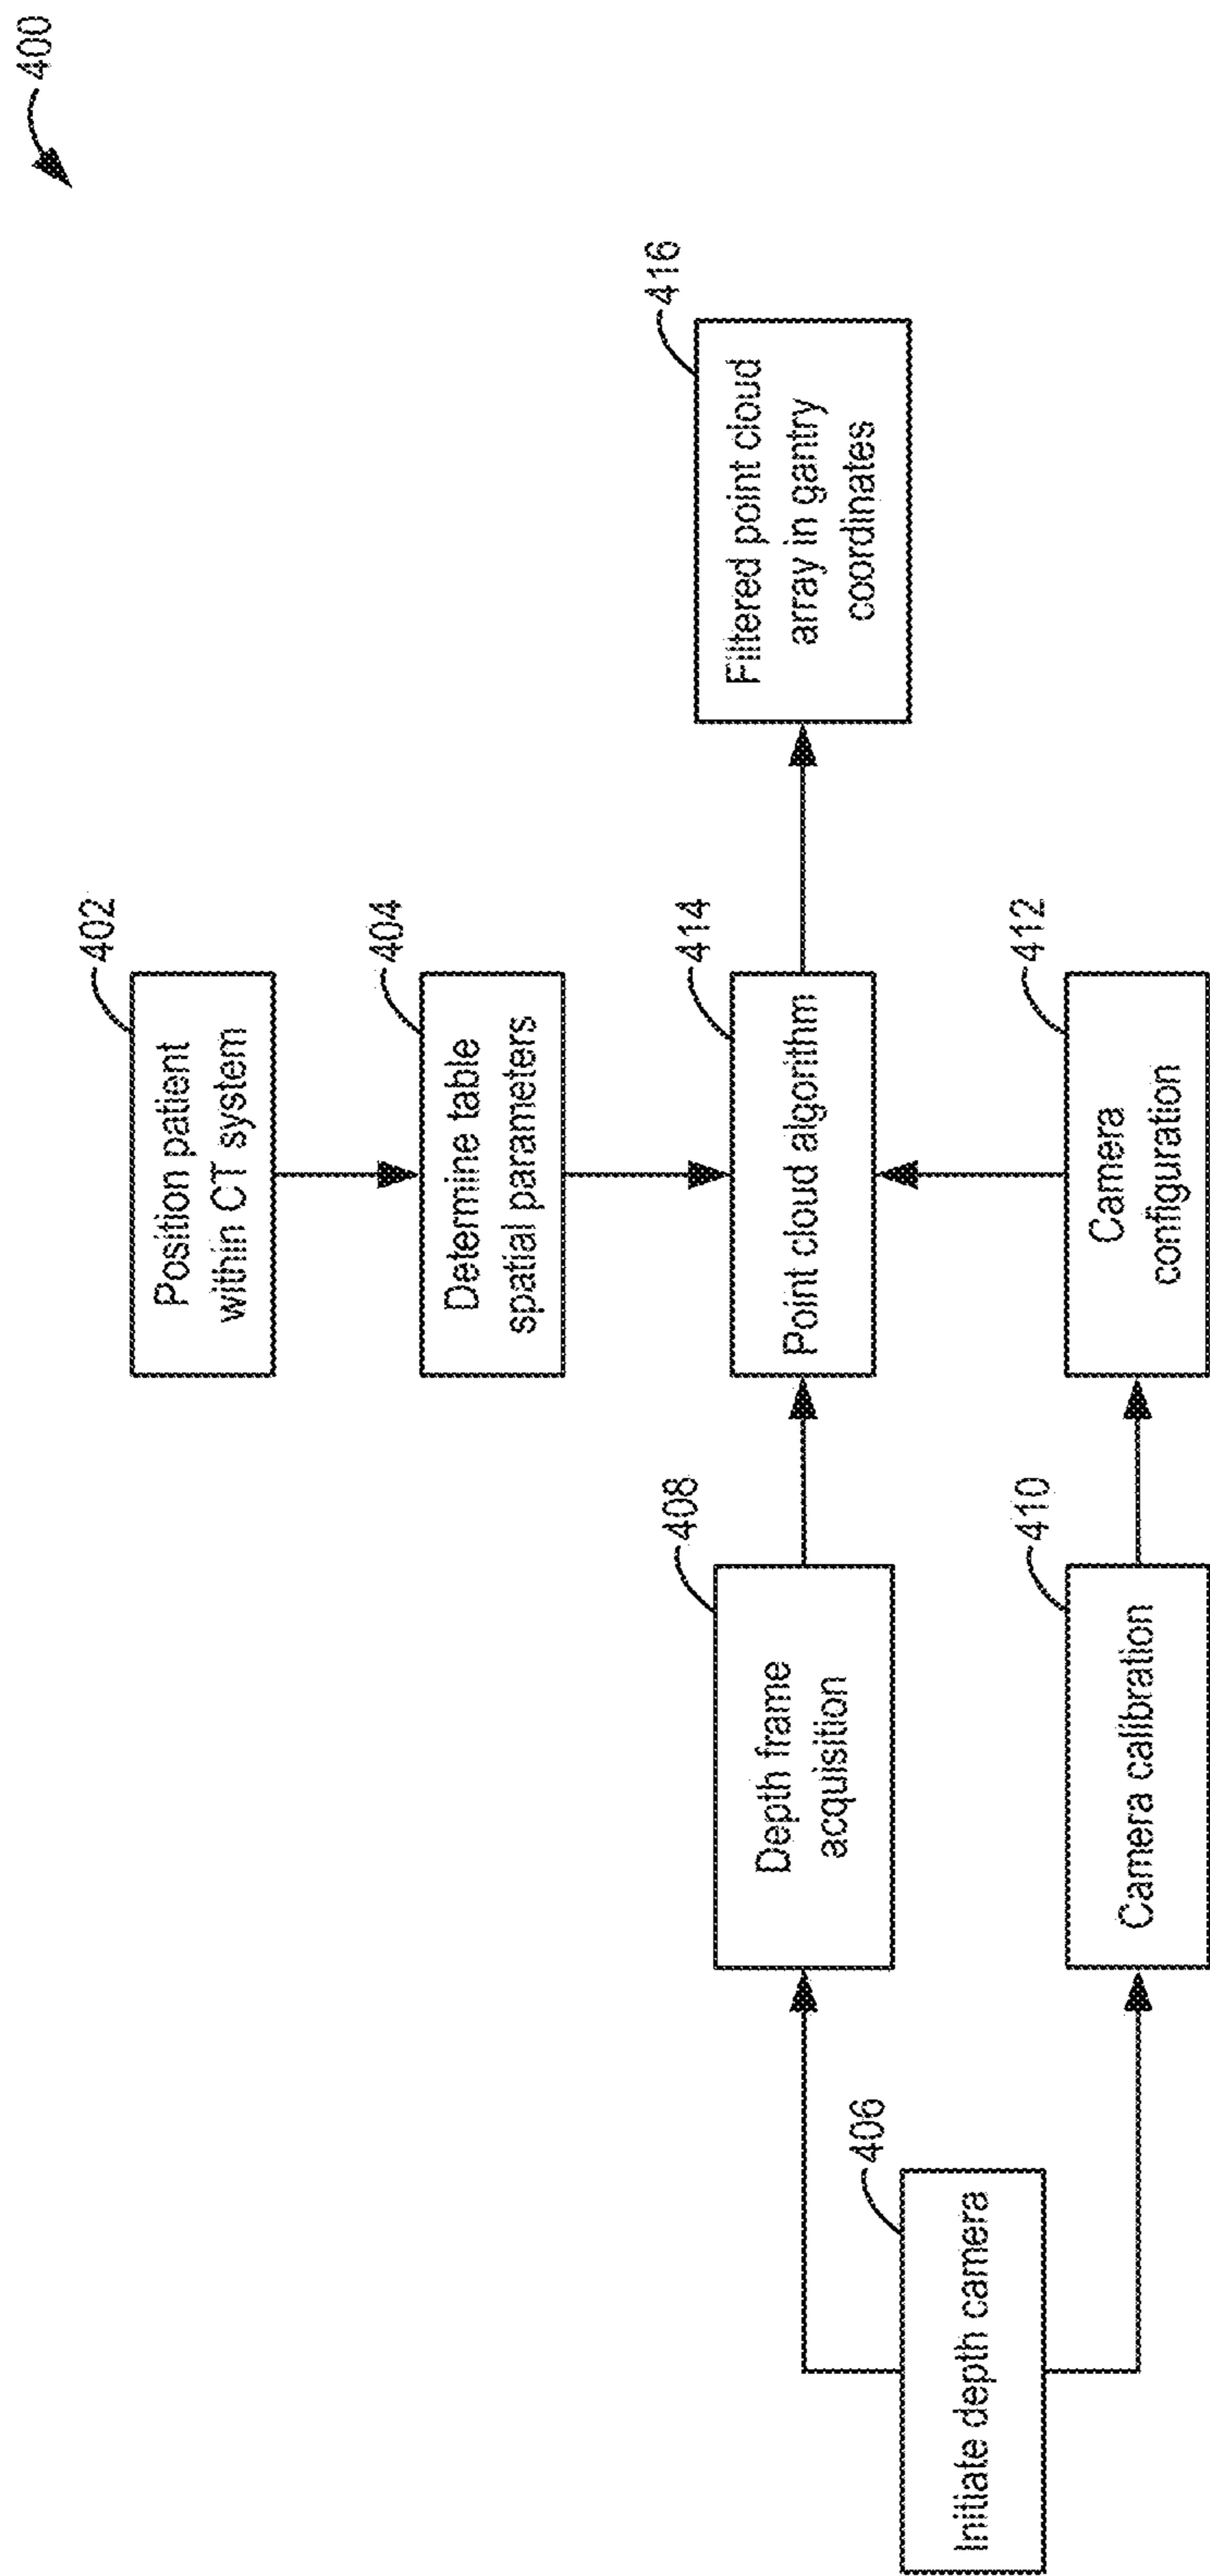 400
402
Position patient
within CT system
404
Determine table
spatial parameters
406
Initiate depth camera
408
Depth frame
acquisition
414
Point cloud algorithm
416
Filtered point cloud
array in gantry
coordinates
410
Camera calibration
412
Camera
configuration